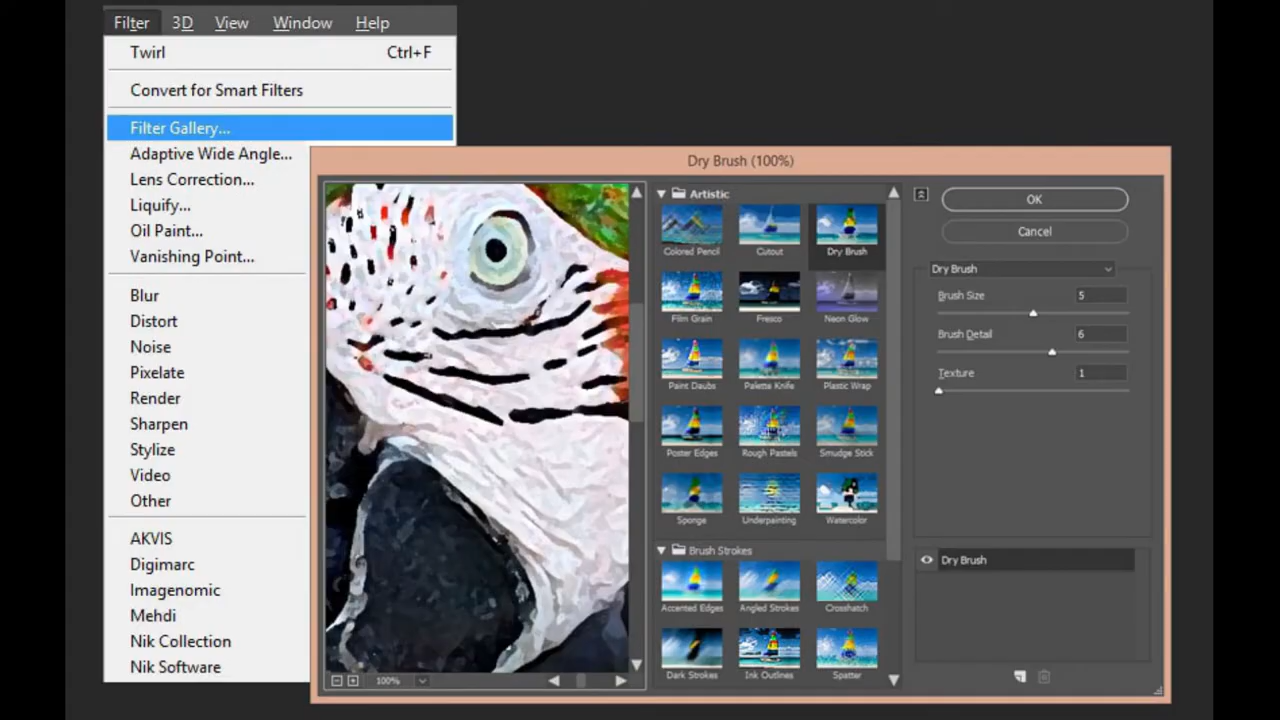 Filter 3D View Window Help
Twirl Ctrl+F
Convert for Smart Filters
Filter Gallery...
Adaptive Wide Angle...
Lens Correction...
Liquify...
Oil Paint...
Vanishing Point...
Blur
Distort
Noise
Pixelate
Render
Sharpen
Stylize
Video
Other
AKVIS
Digimarc
Imagenomic
Mehdi
Nik Collection
Nik Software
Dry Brush (100%)
100%
Artistic
Colored Pencil Cutout Dry Brush
Film Grain Fresco Neon Glow
Paint Daubs Palette Knife Plastic Wrap
Poster Edges Rough Pastels Smudge Stick
Sponge Underpainting Watercolor
Brush Strokes
Accented Edges Angled Strokes Crosshatch
Dark Strokes Ink Outlines Spatter
OK
Cancel
Dry Brush
Brush Size 5
Brush Detail 6
Texture 1
Dry Brush